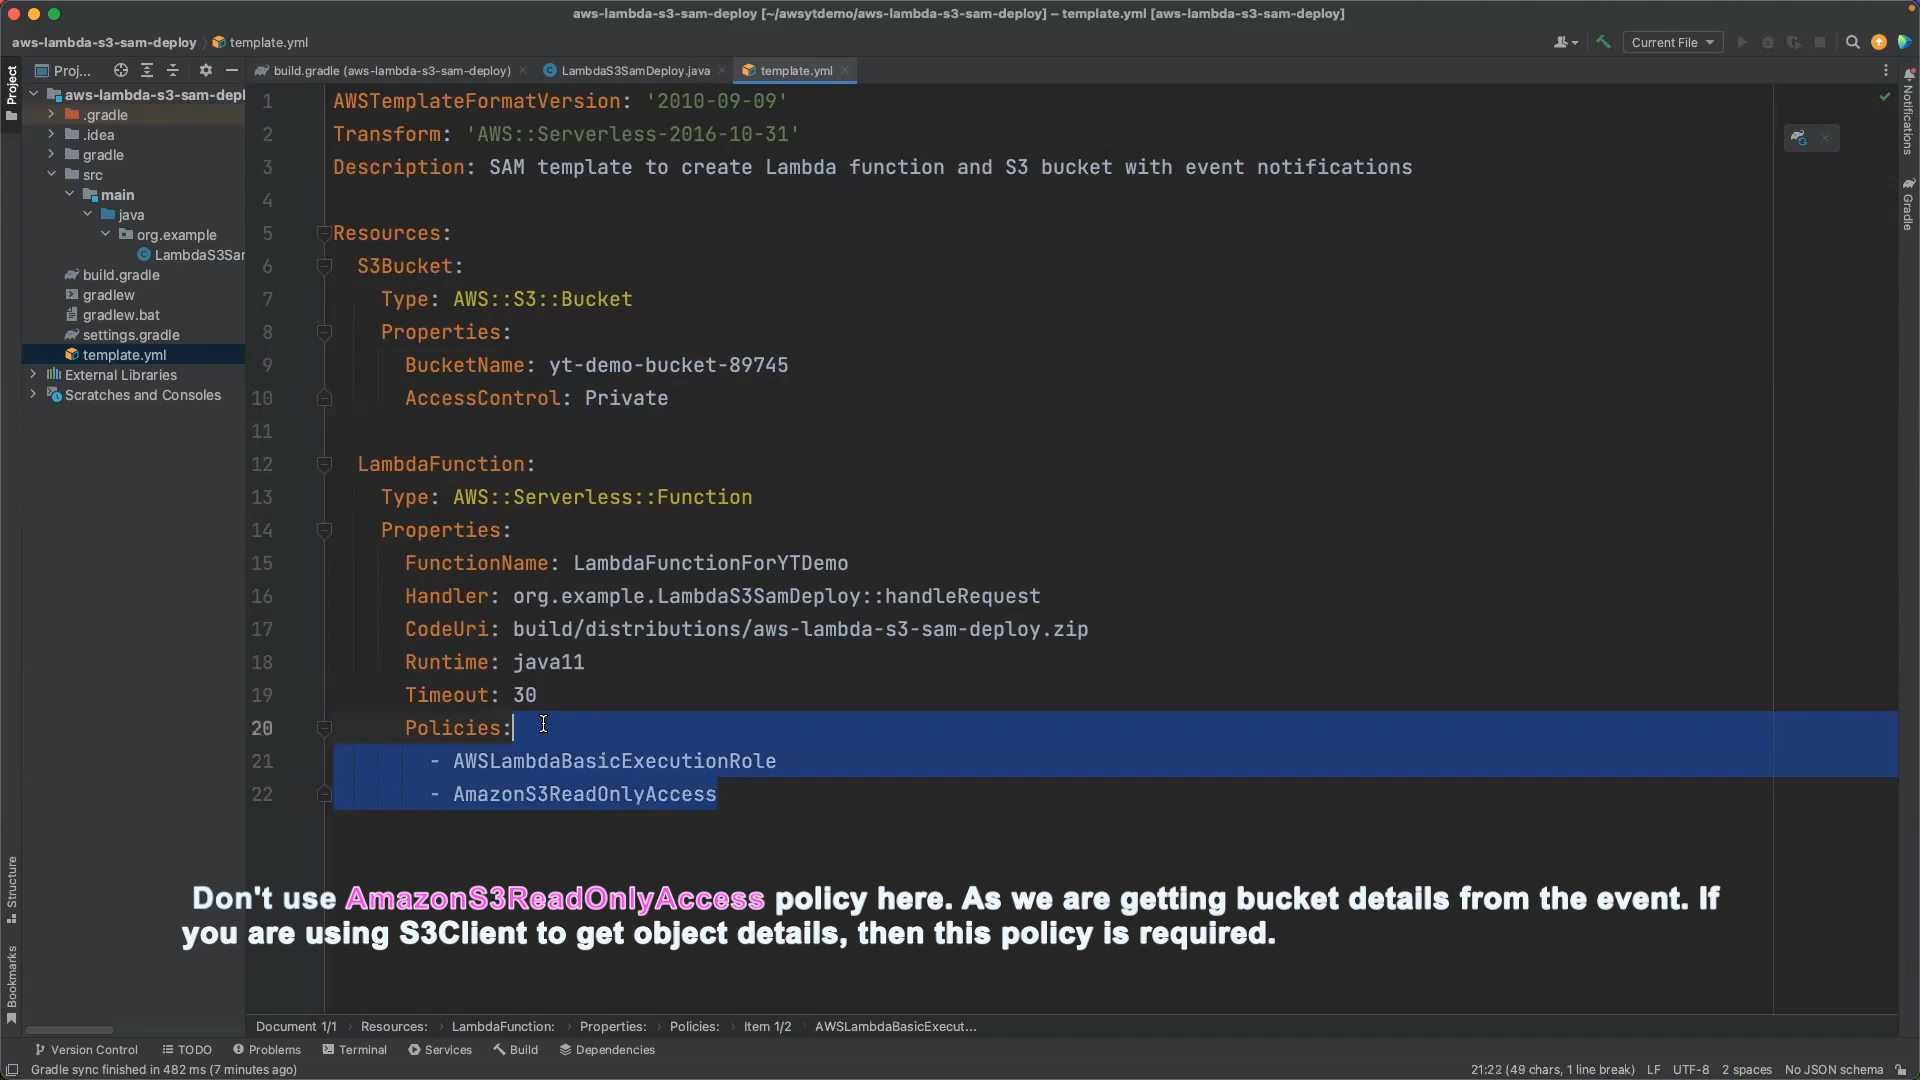 aws-lambda-s3-sam-deploy [~/awsytdemo/aws-lambda-s3-sam-deploy] – template.yml [aws-lambda-s3-sam-deploy]
aws-lambda-s3-sam-deploy template.yml
Current File
Project
Proj...
build.gradle (aws-lambda-s3-sam-deploy)
LambdaS3SamDeploy.java
template.yml
Notifications
Gradle
aws-lambda-s3-sam-depl
.gradle
.idea
gradle
src
main
java
org.example
LambdaS3Sar
build.gradle
gradlew
gradlew.bat
settings.gradle
template.yml
External Libraries
Scratches and Consoles
1 AWSTemplateFormatVersion: '2010-09-09'
2 Transform: 'AWS::Serverless-2016-10-31'
3 Description: SAM template to create Lambda function and S3 bucket with event notifications
4
5 Resources:
6 S3Bucket:
7 Type: AWS::S3::Bucket
8 Properties:
9 BucketName: yt-demo-bucket-89745
10 AccessControl: Private
11
12 LambdaFunction:
13 Type: AWS::Serverless::Function
14 Properties:
15 FunctionName: LambdaFunctionForYTDemo
16 Handler: org.example.LambdaS3SamDeploy::handleRequest
17 CodeUri: build/distributions/aws-lambda-s3-sam-deploy.zip
18 Runtime: java11
19 Timeout: 30
20 Policies:
21 - AWSLambdaBasicExecutionRole
22 - AmazonS3ReadOnlyAccess
Don't use AmazonS3ReadOnlyAccess policy here. As we are getting bucket details from the event. If
you are using S3Client to get object details, then this policy is required.
Structure
Bookmarks
Document 1/1 Resources: LambdaFunction: Properties: Policies: Item 1/2 AWSLambdaBasicExecut...
Version Control TODO Problems Terminal Services Build Dependencies
Gradle sync finished in 482 ms (7 minutes ago)
21:22 (49 chars, 1 line break) LF UTF-8 2 spaces No JSON schema